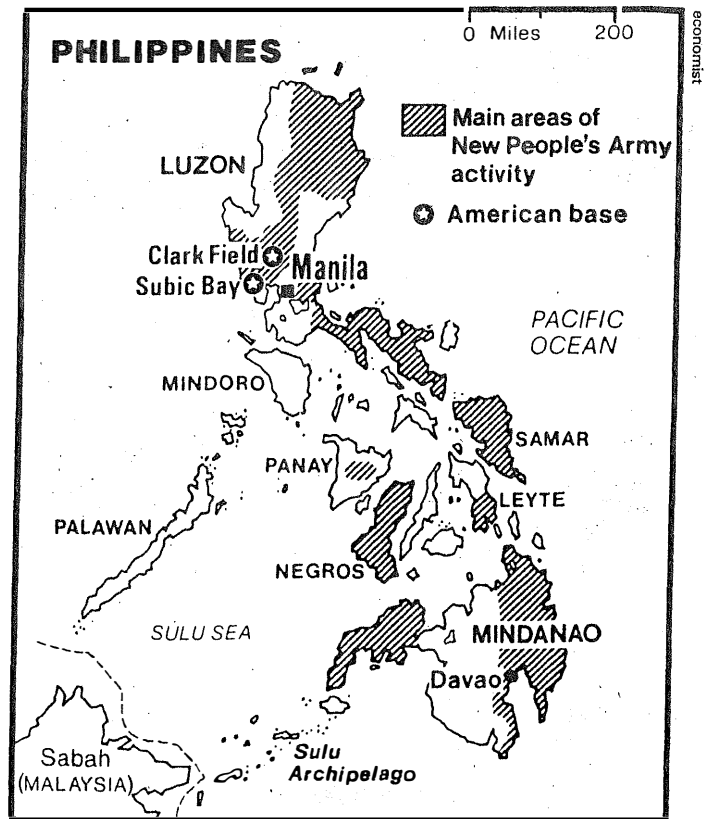 PHILIPPINES
0 Miles 200
economist
Main areas of
New People's Army
activity
American base
LUZON
Clark Field
Subic Bay
Manila
PACIFIC
OCEAN
MINDORO
SAMAR
PANAY
LEYTE
PALAWAN
NEGROS
SULU SEA
MINDANAO
Davao
Sulu
Archipelago
Sabah
(MALAYSIA)